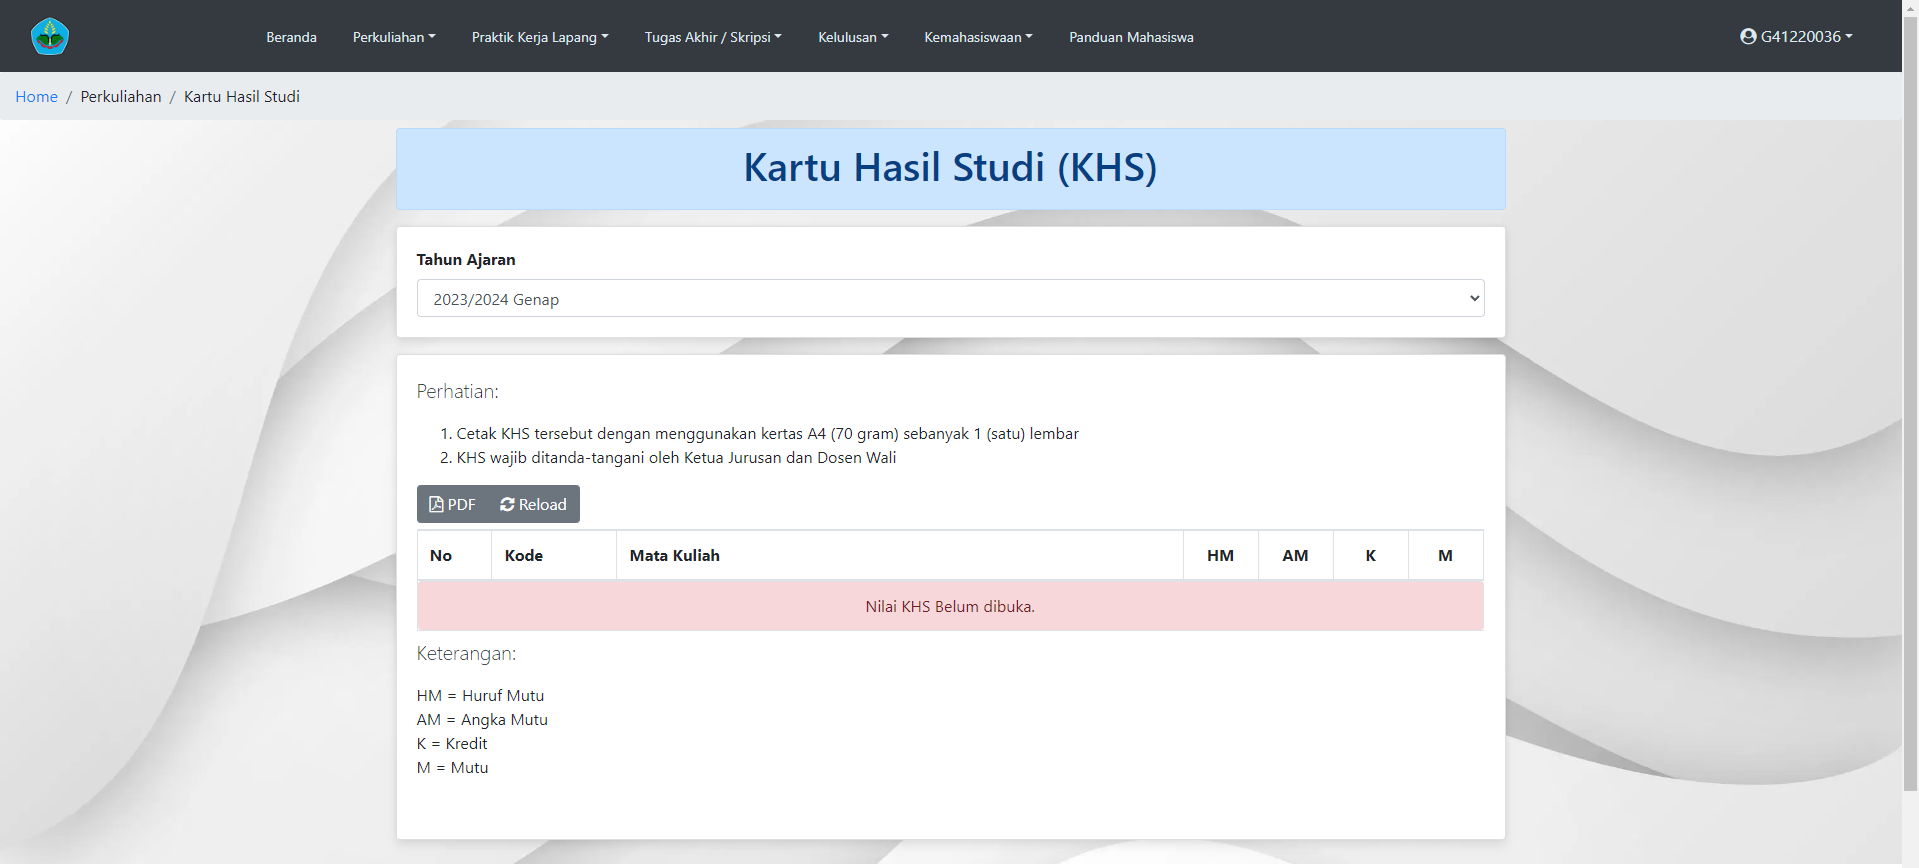 Beranda Perkuliahan Praktik Kerja Lapang Tugas Akhir / Skripsi Kelulusan Kemahasiswaan Panduan Mahasiswa G41220036
Home / Perkuliahan / Kartu Hasil Studi
Kartu Hasil Studi (KHS)
Tahun Ajaran
2023/2024 Genap
Perhatian:
1. Cetak KHS tersebut dengan menggunakan kertas A4 (70 gram) sebanyak 1 (satu) lembar
2. KHS wajib ditanda-tangani oleh Ketua Jurusan dan Dosen Wali
PDF Reload
No Kode Mata Kuliah HM AM K M
Nilai KHS Belum dibuka.
Keterangan:
HM = Huruf Mutu
AM = Angka Mutu
K = Kredit
M = Mutu